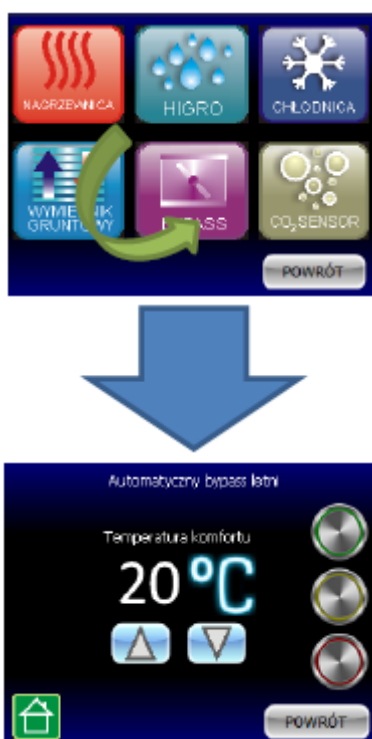 NAGRZEWNICA
HIGRO
CHŁODNICA
WYMIENNIK
GRUNTOWY
BYPASS
CO₂SENSOR
POWRÓT
Automatyczny bypass letni
Temperatura komfortu
20 °C
POWRÓT